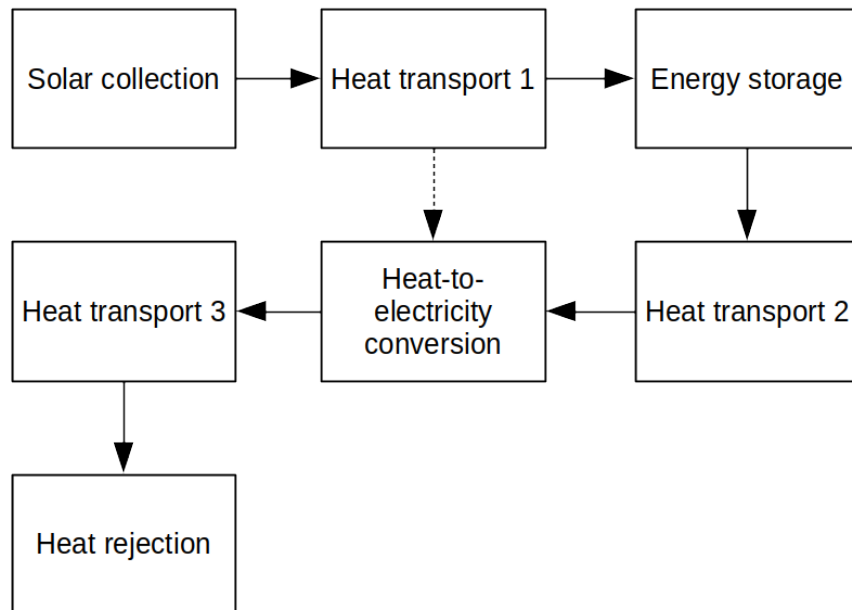 Solar collection
Heat transport 1
Energy storage
Heat transport 3
Heat-to-
electricity
conversion
Heat transport 2
Heat rejection